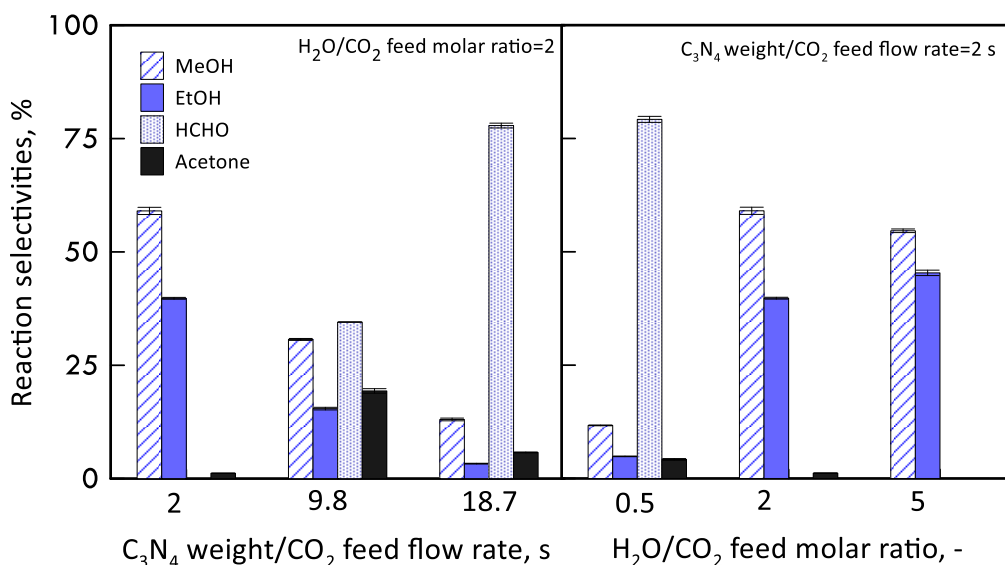 100
75
50
25
0
Reaction selectivities, %
H₂O/CO₂ feed molar ratio=2
MeOH
EtOH
HCHO
Acetone
2 9.8 18.7
C₃N₄ weight/CO₂ feed flow rate, s
C₃N₄ weight/CO₂ feed flow rate=2 s
0.5 2 5
H₂O/CO₂ feed molar ratio, -